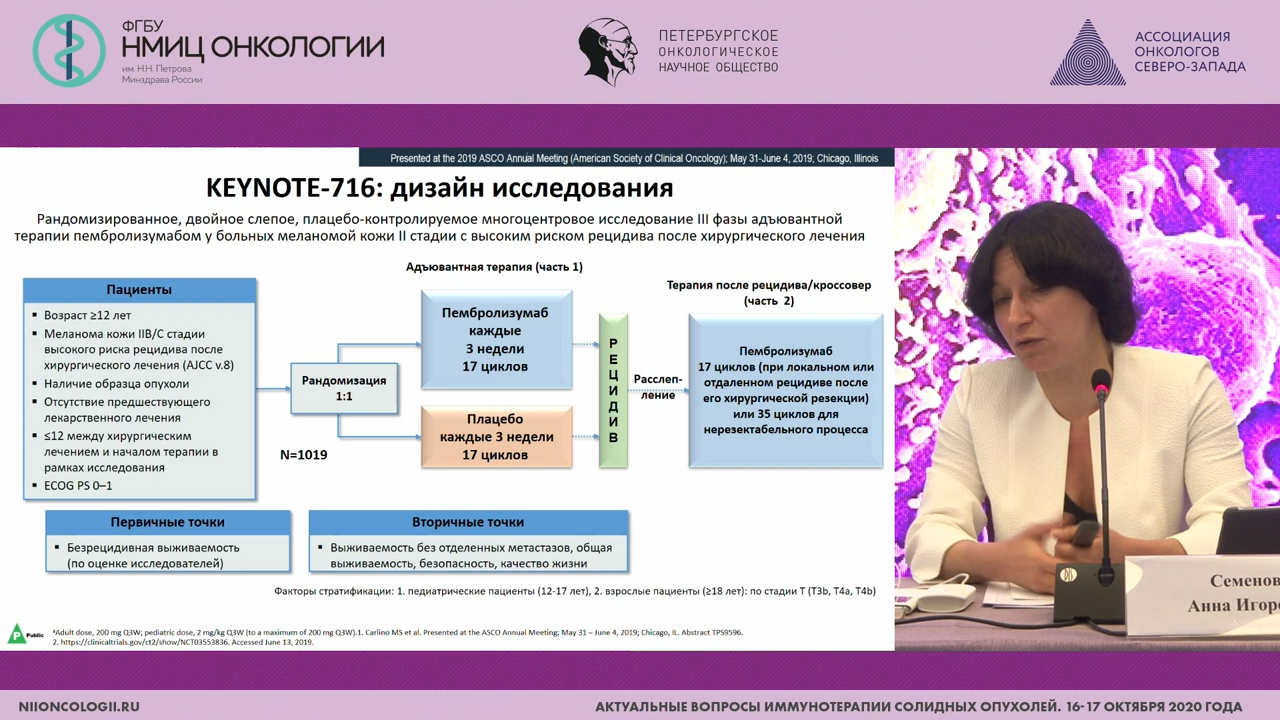 ФГБУ
НМИЦ ОНКОЛОГИИ
им. Н.Н. Петрова
Минздрава России
ПЕТЕРБУРГСКОЕ
ОНКОЛОГИЧЕСКОЕ
НАУЧНОЕ ОБЩЕСТВО
АССОЦИАЦИЯ
ОНКОЛОГОВ
СЕВЕРО-ЗАПАДА
Presented at the 2019 ASCO Annual Meeting (American Society of Clinical Oncology); May 31-June 4, 2019; Chicago, Illinois
KEYNOTE-716: дизайн исследования
Рандомизированное, двойное слепое, плацебо-контролируемое многоцентровое исследование III фазы адъювантной
терапии пембролизумабом у больных меланомой кожи II стадии с высоким риском рецидива после хирургического лечения
Пациенты
▪ Возраст ≥12 лет
▪ Меланома кожи IIB/C стадии
высокого риска рецидива после
хирургического лечения (AJCC v.8)
▪ Наличие образца опухоли
▪ Отсутствие предшествующего
лекарственного лечения
▪ ≤12 между хирургическим
лечением и началом терапии в
рамках исследования
▪ ECOG PS 0–1
Рандомизация
1:1
N=1019
Адъювантная терапия (часть 1)
Пембролизумаб
каждые
3 недели
17 циклов
Плацебо
каждые 3 недели
17 циклов
Р
Е
Ц
И
Д
И
В
Расслеп-
ление
Терапия после рецидива/кроссовер
(часть 2)
Пембролизумаб
17 циклов (при локальном или
отдаленном рецидиве после
его хирургической резекции)
или 35 циклов для
нерезектабельного процесса
Первичные точки
▪ Безрецидивная выживаемость
(по оценке исследователей)
Вторичные точки
▪ Выживаемость без отделенных метастазов, общая
выживаемость, безопасность, качество жизни
Факторы стратификации: 1. педиатрические пациенты (12-17 лет), 2. взрослые пациенты (≥18 лет): по стадии T (T3b, T4a, T4b)
P Public
ªAdult dose, 200 mg Q3W; pediatric dose, 2 mg/kg Q3W (to a maximum of 200 mg Q3W).1. Carlino MS et al. Presented at the ASCO Annual Meeting; May 31 – June 4, 2019; Chicago, IL. Abstract TPS9596.
2. https://clinicaltrials.gov/ct2/show/NCT03553836. Accessed June 13, 2019.
Семенов
Анна Игоре
NIIONCOLOGII.RU
АКТУАЛЬНЫЕ ВОПРОСЫ ИММУНОТЕРАПИИ СОЛИДНЫХ ОПУХОЛЕЙ. 16-17 ОКТЯБРЯ 2020 ГОДА